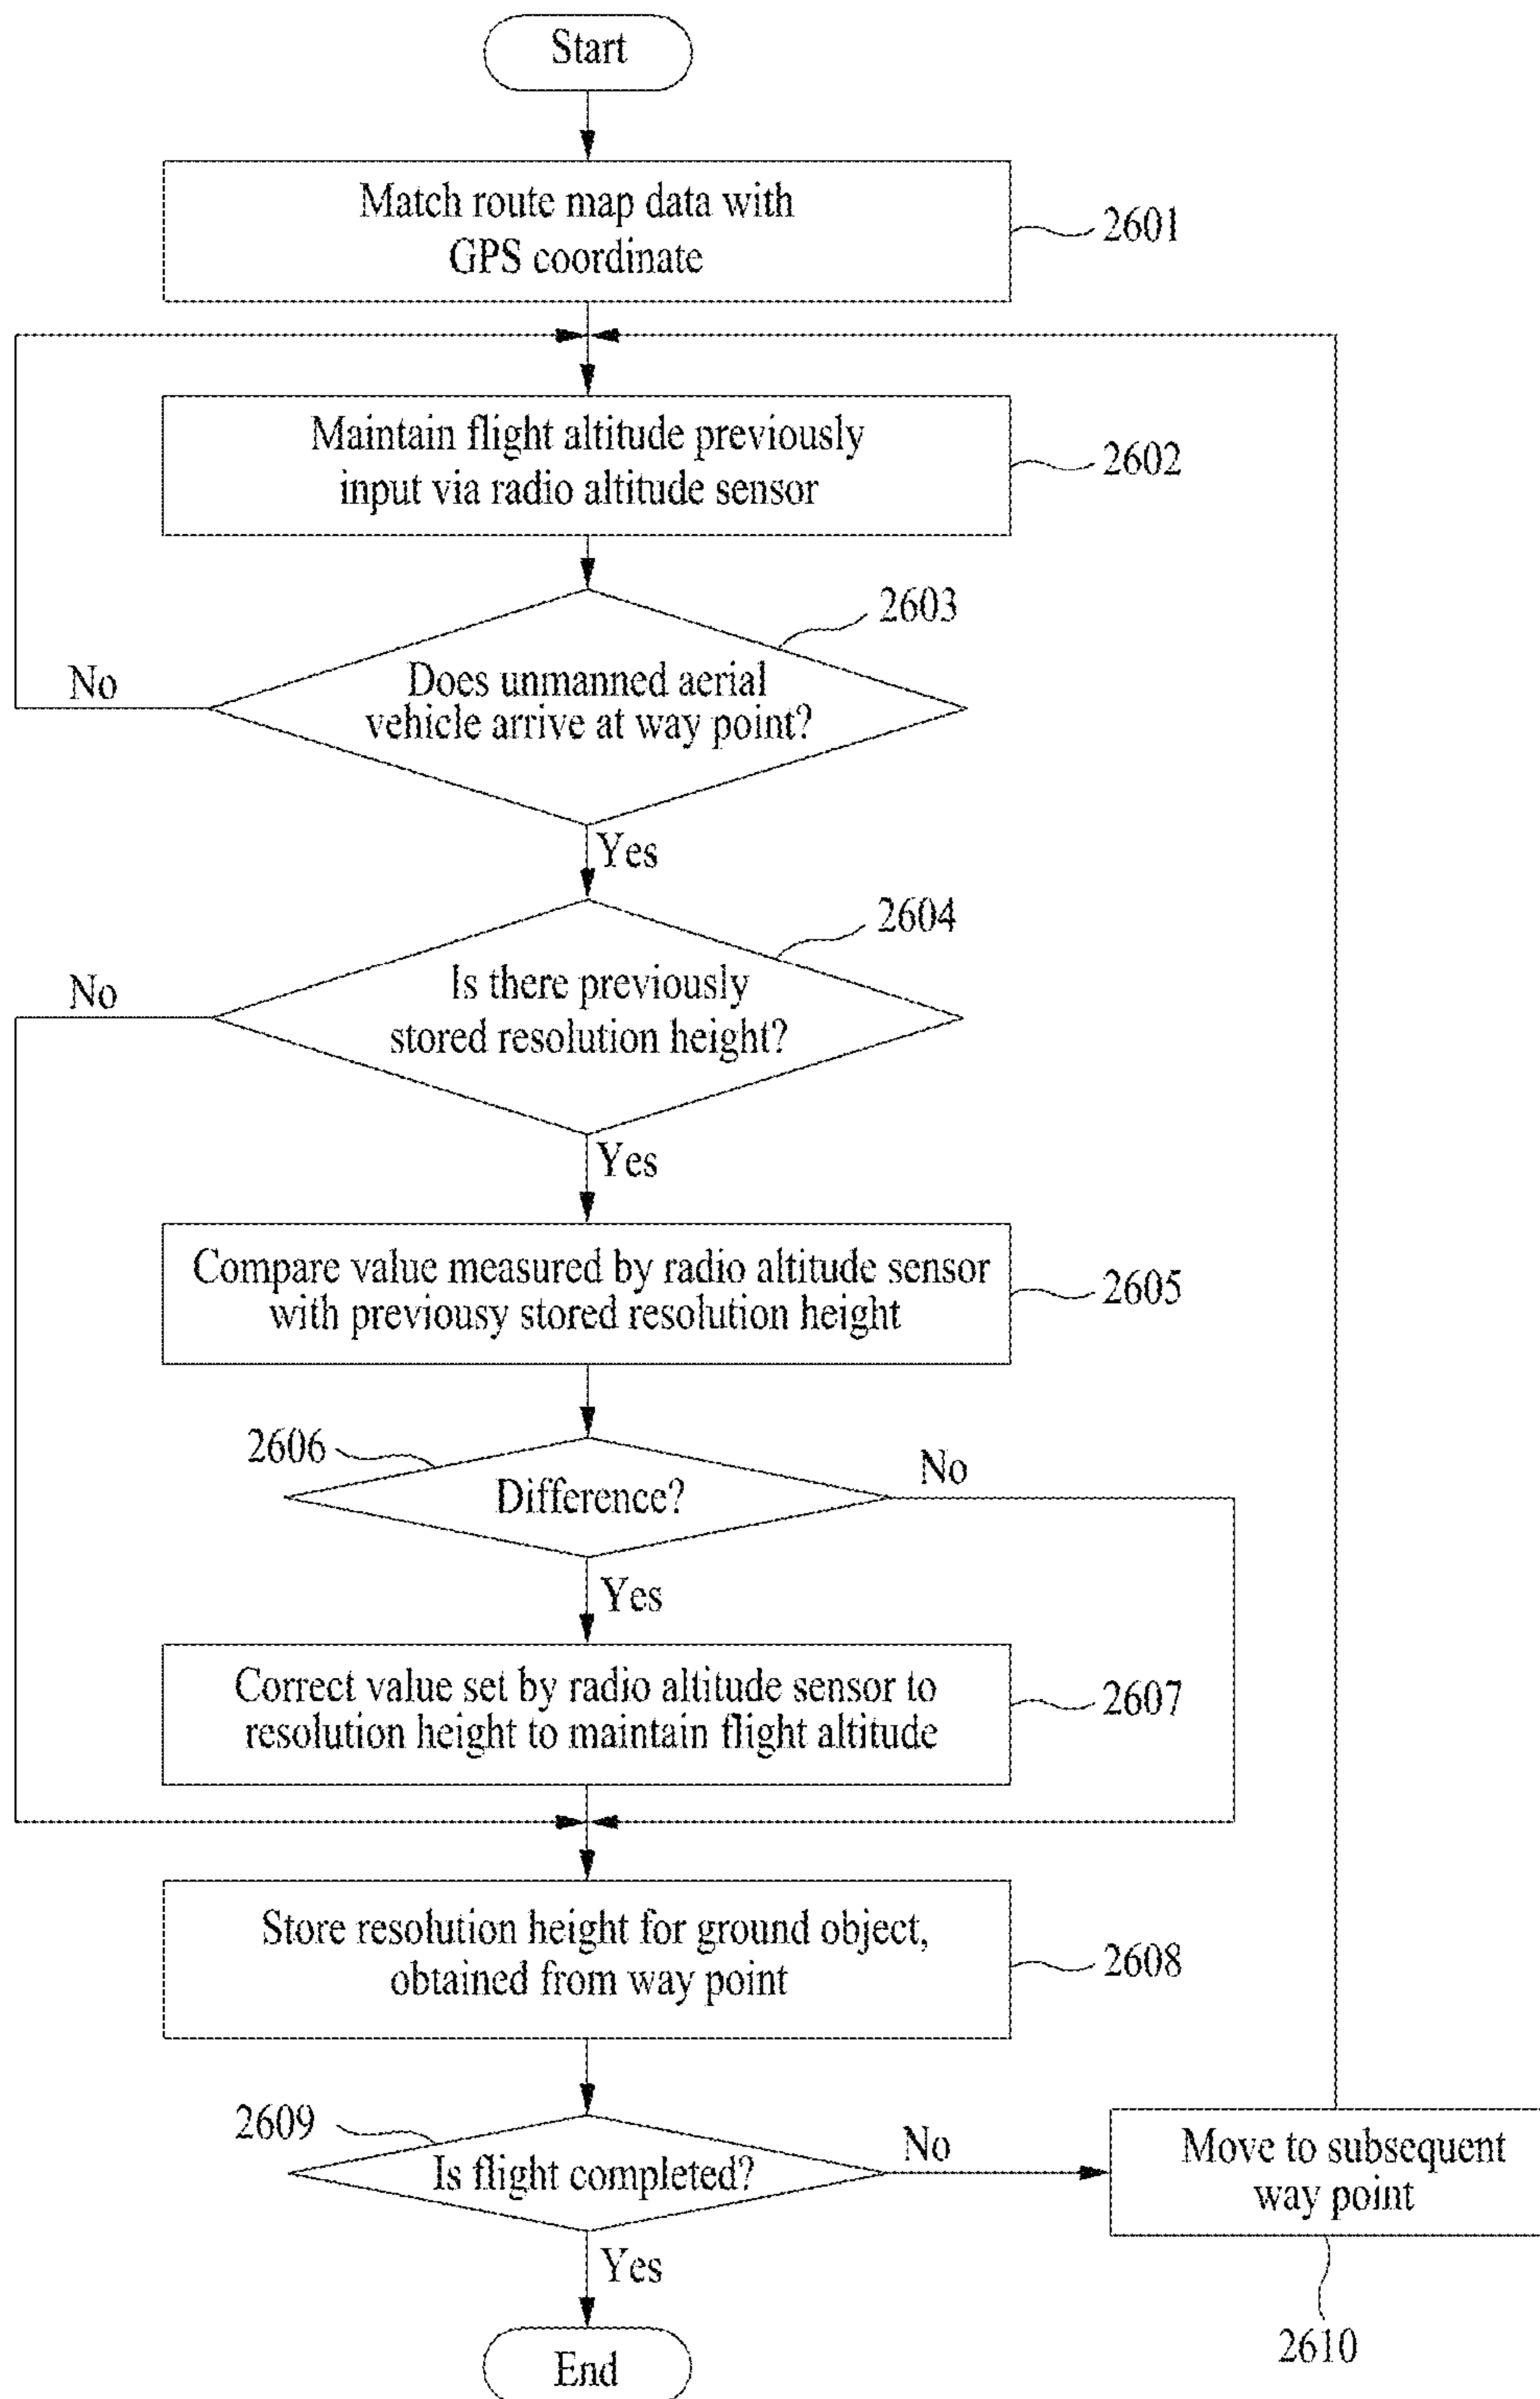 Start
Match route map data with
GPS coordinate
2601
Maintain flight altitude previously
input via radio altitude sensor
2602
2603
Does unmanned aerial
vehicle arrive at way point?
No
Yes
2604
Is there previously
stored resolution height?
No
Yes
Compare value measured by radio altitude sensor
with previousy stored resolution height
2605
2606
Difference?
No
Yes
Correct value set by radio altitude sensor to
resolution height to maintain flight altitude
2607
Store resolution height for ground object,
obtained from way point
2608
2609
Is flight completed?
No
Move to subsequent
way point
Yes
2610
End